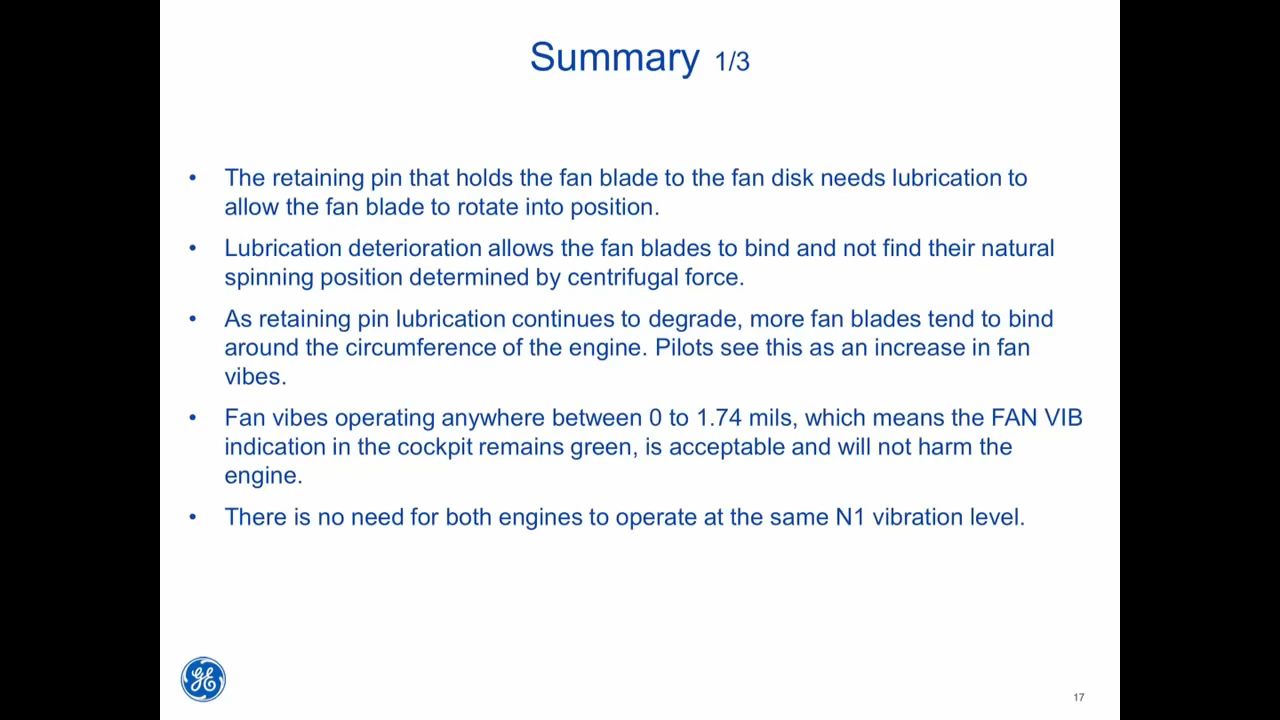 Summary 1/3
• The retaining pin that holds the fan blade to the fan disk needs lubrication to
allow the fan blade to rotate into position.
• Lubrication deterioration allows the fan blades to bind and not find their natural
spinning position determined by centrifugal force.
• As retaining pin lubrication continues to degrade, more fan blades tend to bind
around the circumference of the engine. Pilots see this as an increase in fan
vibes.
• Fan vibes operating anywhere between 0 to 1.74 mils, which means the FAN VIB
indication in the cockpit remains green, is acceptable and will not harm the
engine.
• There is no need for both engines to operate at the same N1 vibration level.
GE
17